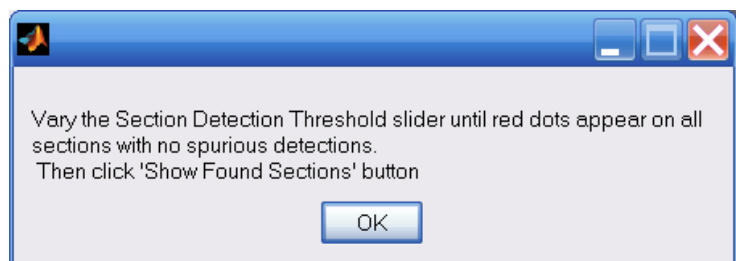 Vary the Section Detection Threshold slider until red dots appear on all
sections with no spurious detections.
Then click 'Show Found Sections' button
OK